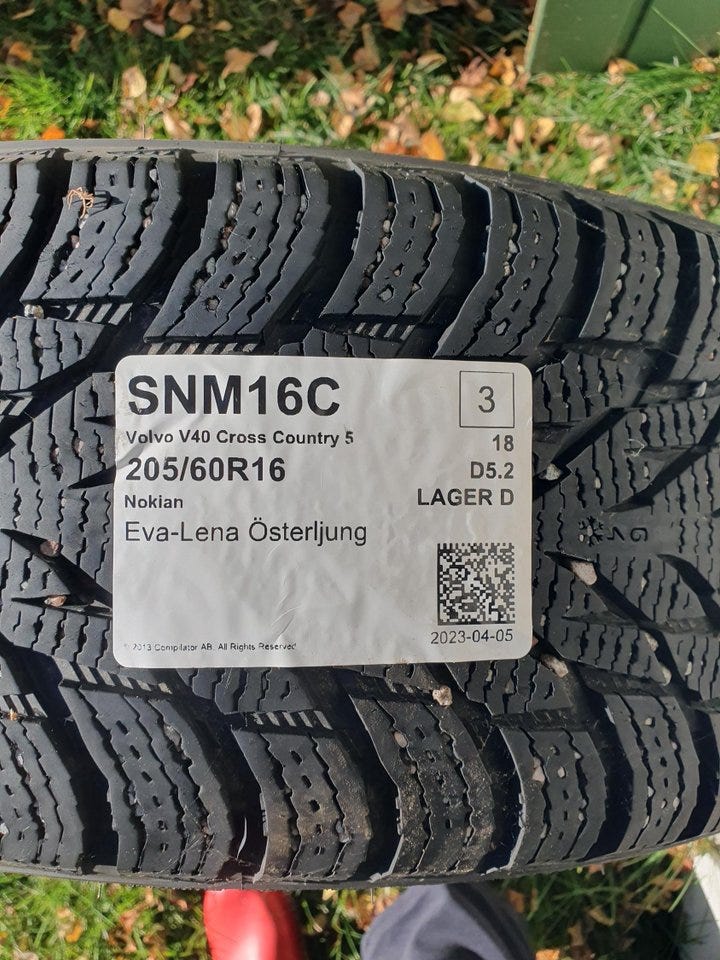 SNM16C
3
Volvo V40 Cross Country 5
18
205/60R16
D5.2
Nokian
LAGER D
Eva-Lena Österljung
© 2013 Compilator AB. All Rights Reserved
2023-04-05